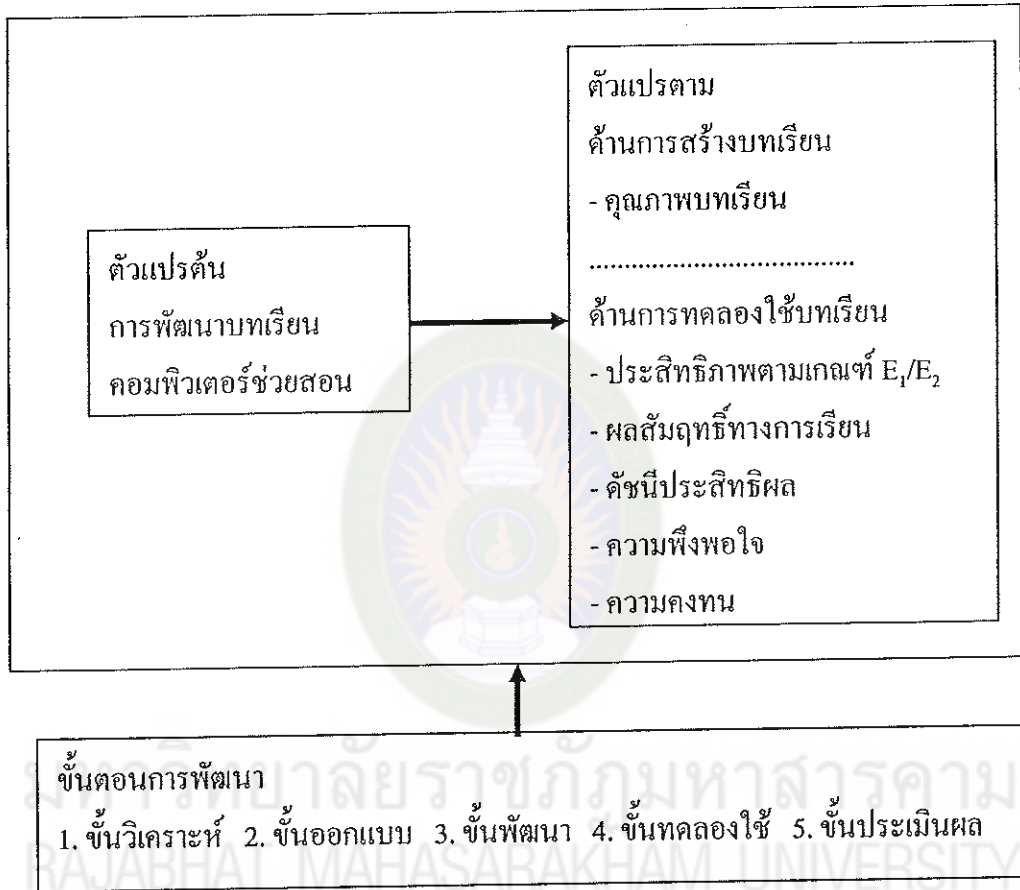 ตัวแปรต้น
การพัฒนาบทเรียน
คอมพิวเตอร์ช่วยสอน
ตัวแปรตาม
ด้านการสร้างบทเรียน
- คุณภาพบทเรียน
......................................
ด้านการทดลองใช้บทเรียน
- ประสิทธิภาพตามเกณฑ์ E₁/E₂
- ผลสัมฤทธิ์ทางการเรียน
- ดัชนีประสิทธิผล
- ความพึงพอใจ
- ความคงทน
ขั้นตอนการพัฒนา
1. ขั้นวิเคราะห์ 2. ขั้นออกแบบ 3. ขั้นพัฒนา 4. ขั้นทดลองใช้ 5. ขั้นประเมินผล
มหาวิทยาลัยราชภัฏมหาสารคาม
RAJABHAT MAHASARAKHAM UNIVERSITY